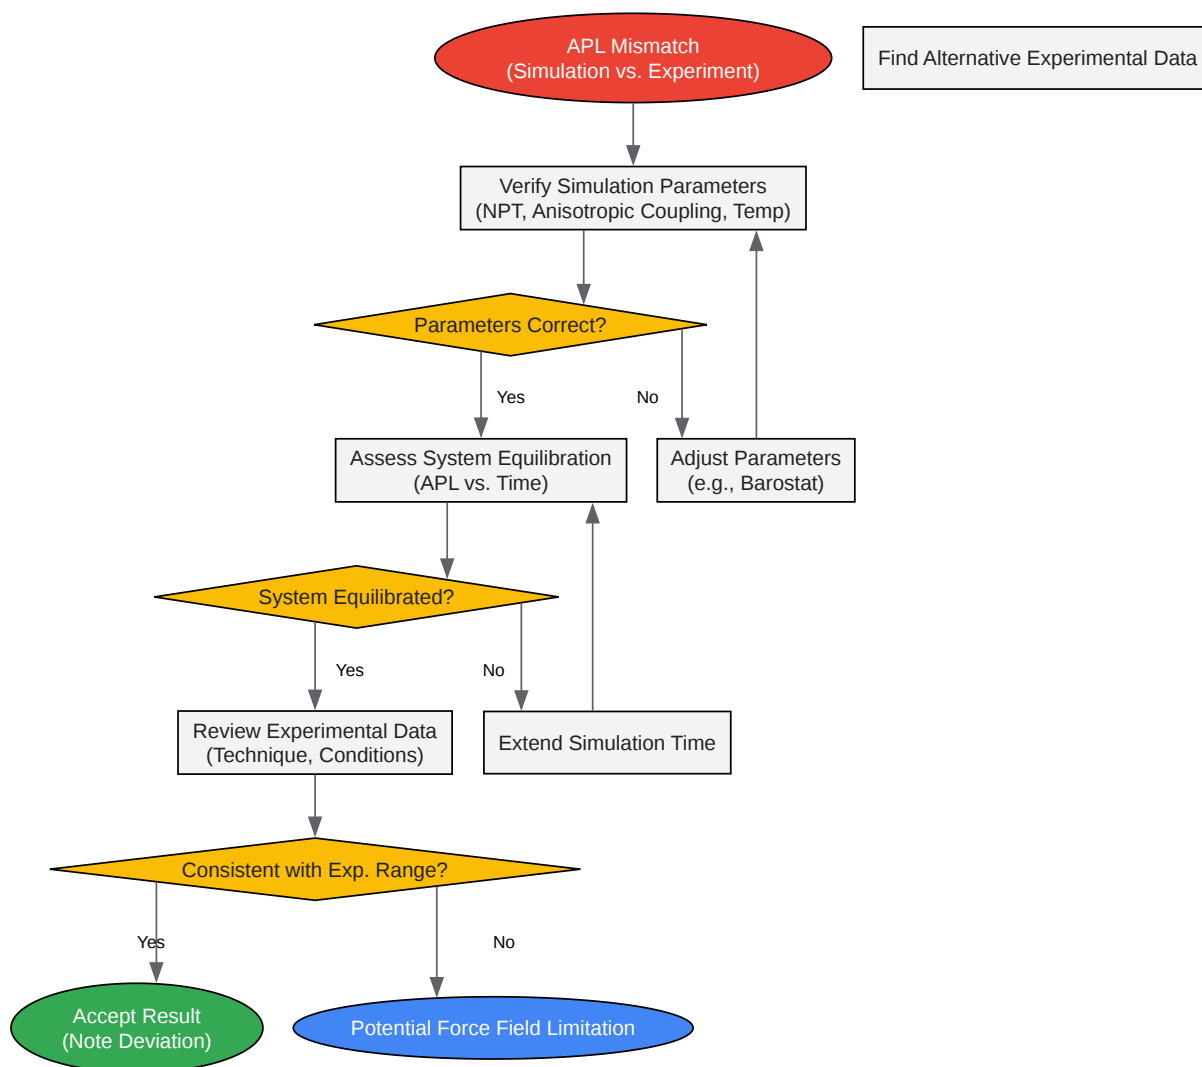 APL Mismatch
(Simulation vs. Experiment)
Find Alternative Experimental Data
Verify Simulation Parameters
(NPT, Anisotropic Coupling, Temp)
Parameters Correct?
Yes
No
Assess System Equilibration
(APL vs. Time)
Adjust Parameters
(e.g., Barostat)
System Equilibrated?
Yes
No
Review Experimental Data
(Technique, Conditions)
Extend Simulation Time
Consistent with Exp. Range?
Yes
No
Accept Result
(Note Deviation)
Potential Force Field Limitation